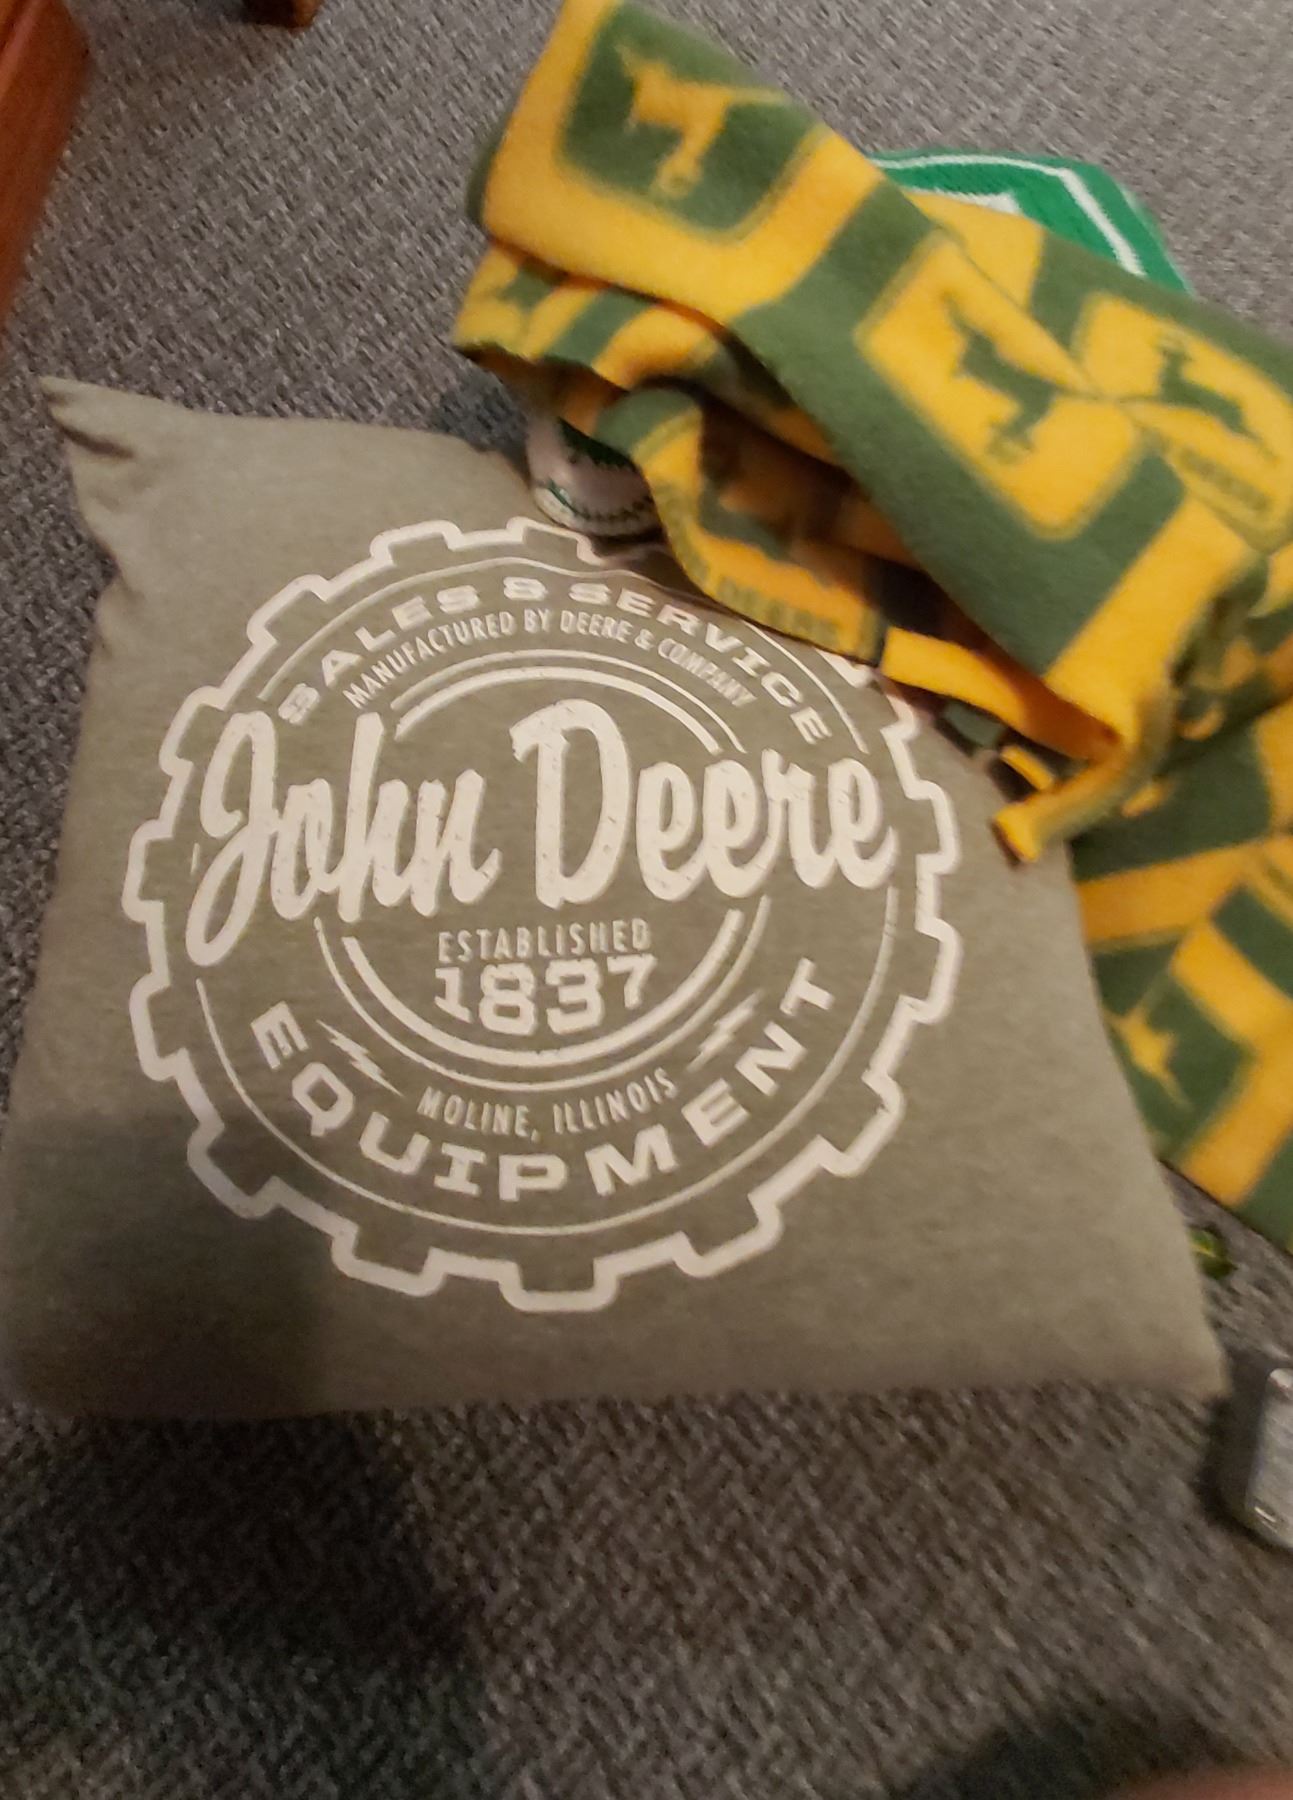 SALES & SERVICE
MANUFACTURED BY DEERE & COMPANY
John Deere
ESTABLISHED
1837
MOLINE, ILLINOIS
EQUIPMENT